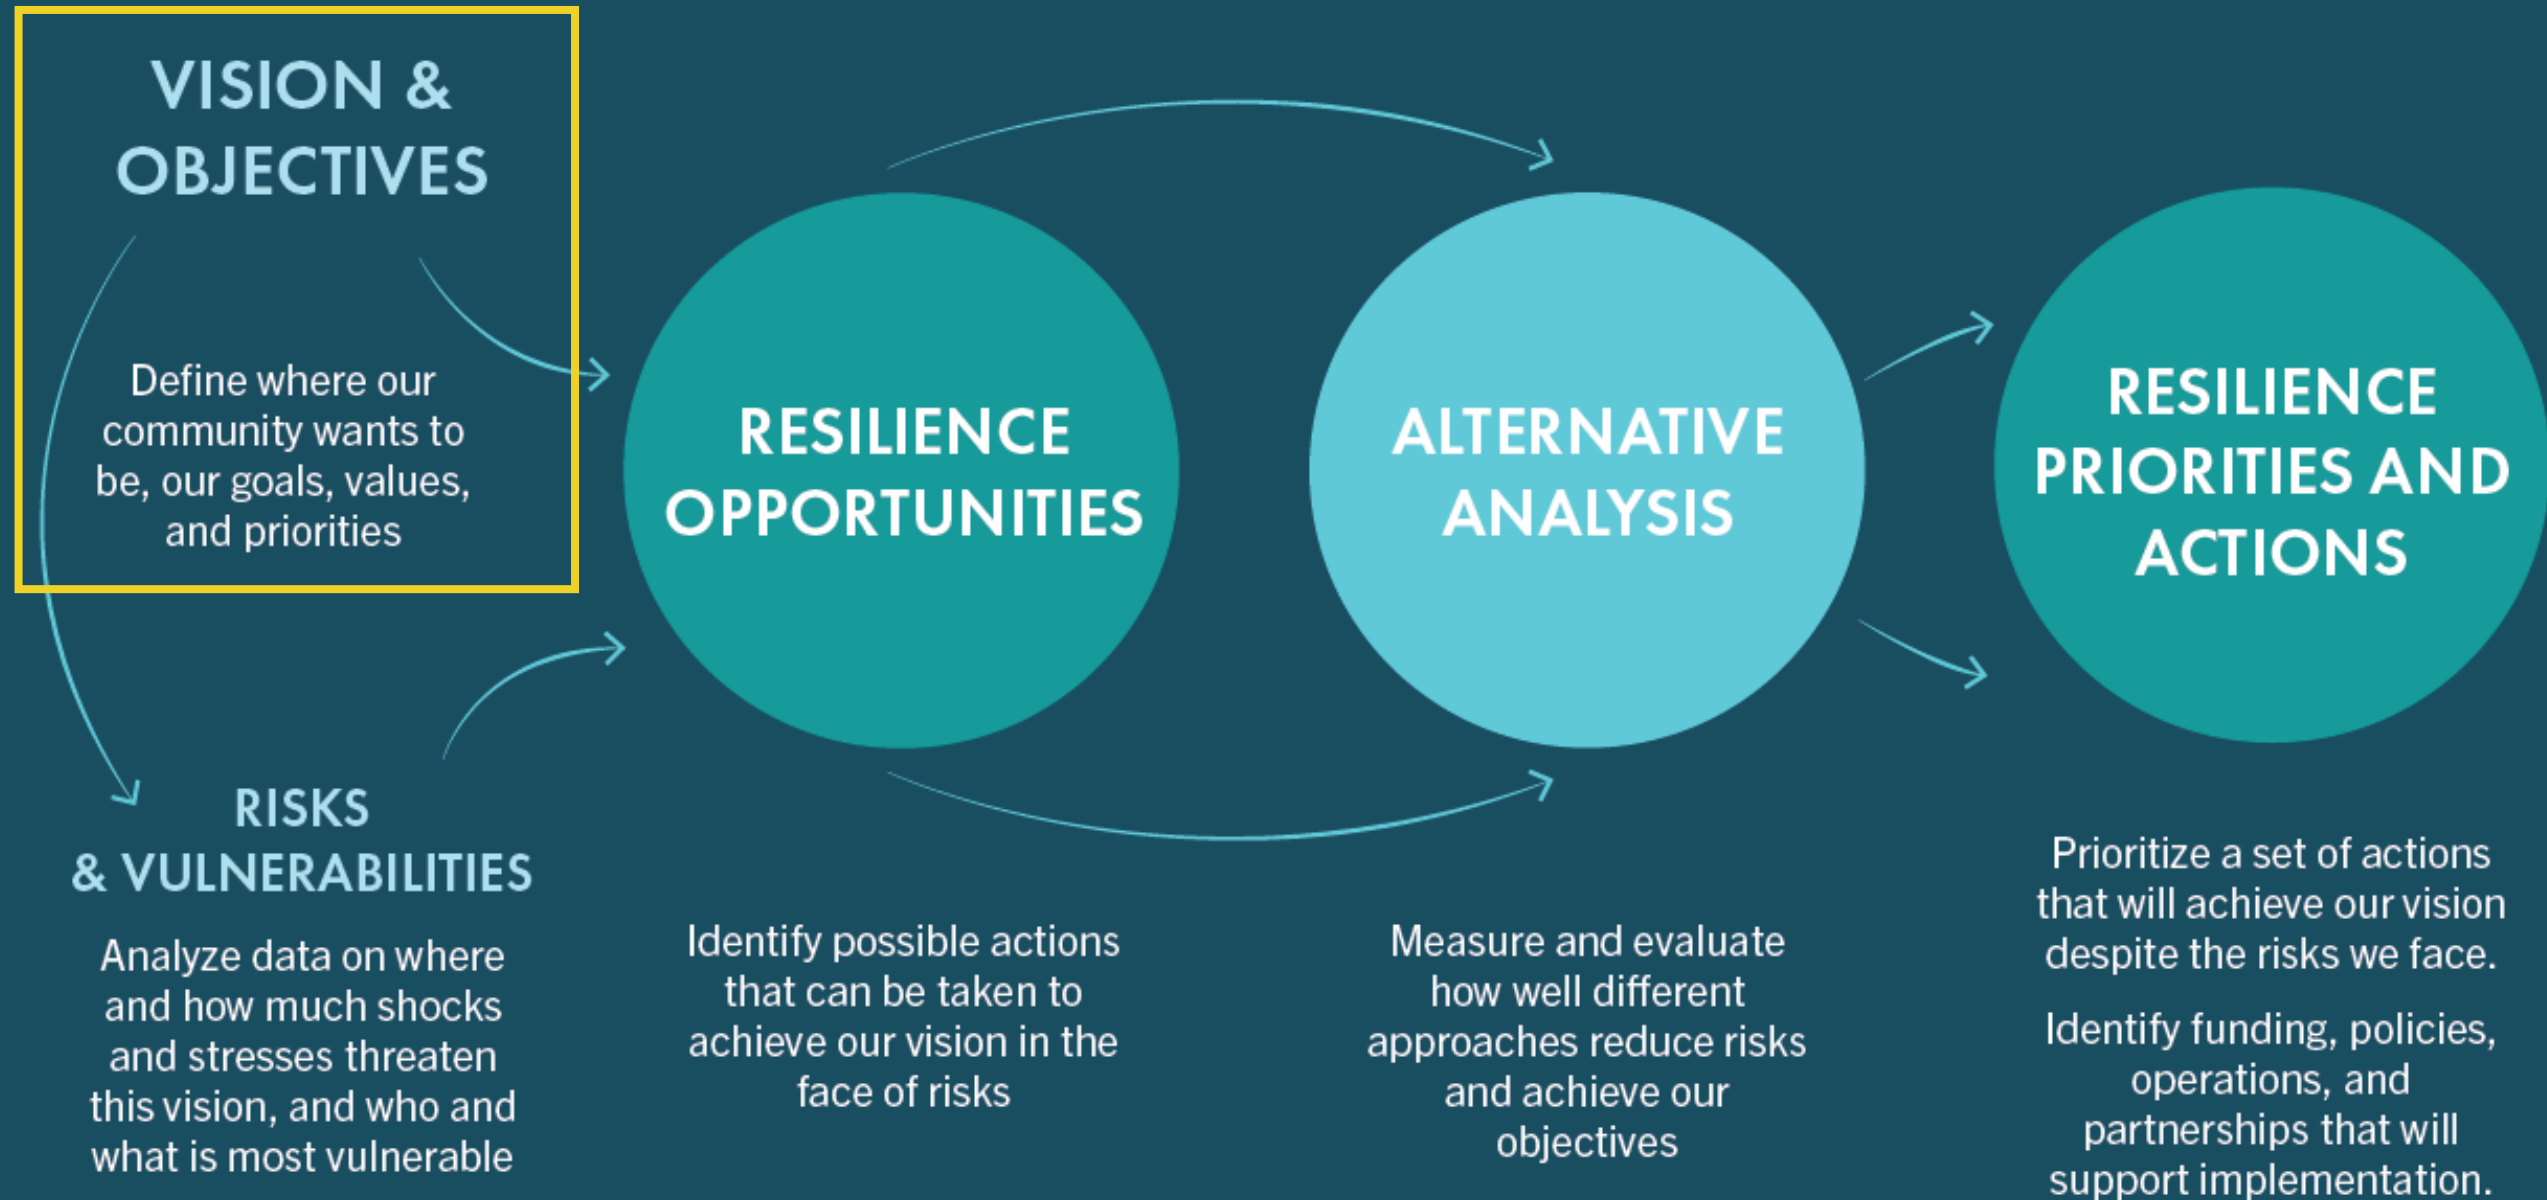 VISION &
OBJECTIVES
Define where our
community wants to
be, our goals, values,
and priorities
RISKS
& VULNERABILITIES
Analyze data on where
and how much shocks
and stresses threaten
this vision, and who and
what is most vulnerable
RESILIENCE
OPPORTUNITIES
Identify possible actions
that can be taken to
achieve our vision in the
face of risks
ALTERNATIVE
ANALYSIS
Measure and evaluate
how well different
approaches reduce risks
and achieve our
objectives
RESILIENCE
PRIORITIES AND
ACTIONS
Prioritize a set of actions
that will achieve our vision
despite the risks we face.
Identify funding, policies,
operations, and
partnerships that will
support implementation.